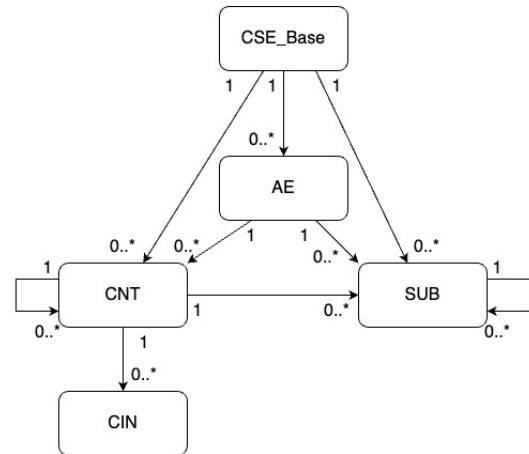 CSE_Base
1 1 1
0..*
AE
0..* 0..* 1 1 0..* 0..*
1 CNT 1 0..* SUB 1
0..* 0..*
1
0..*
CIN